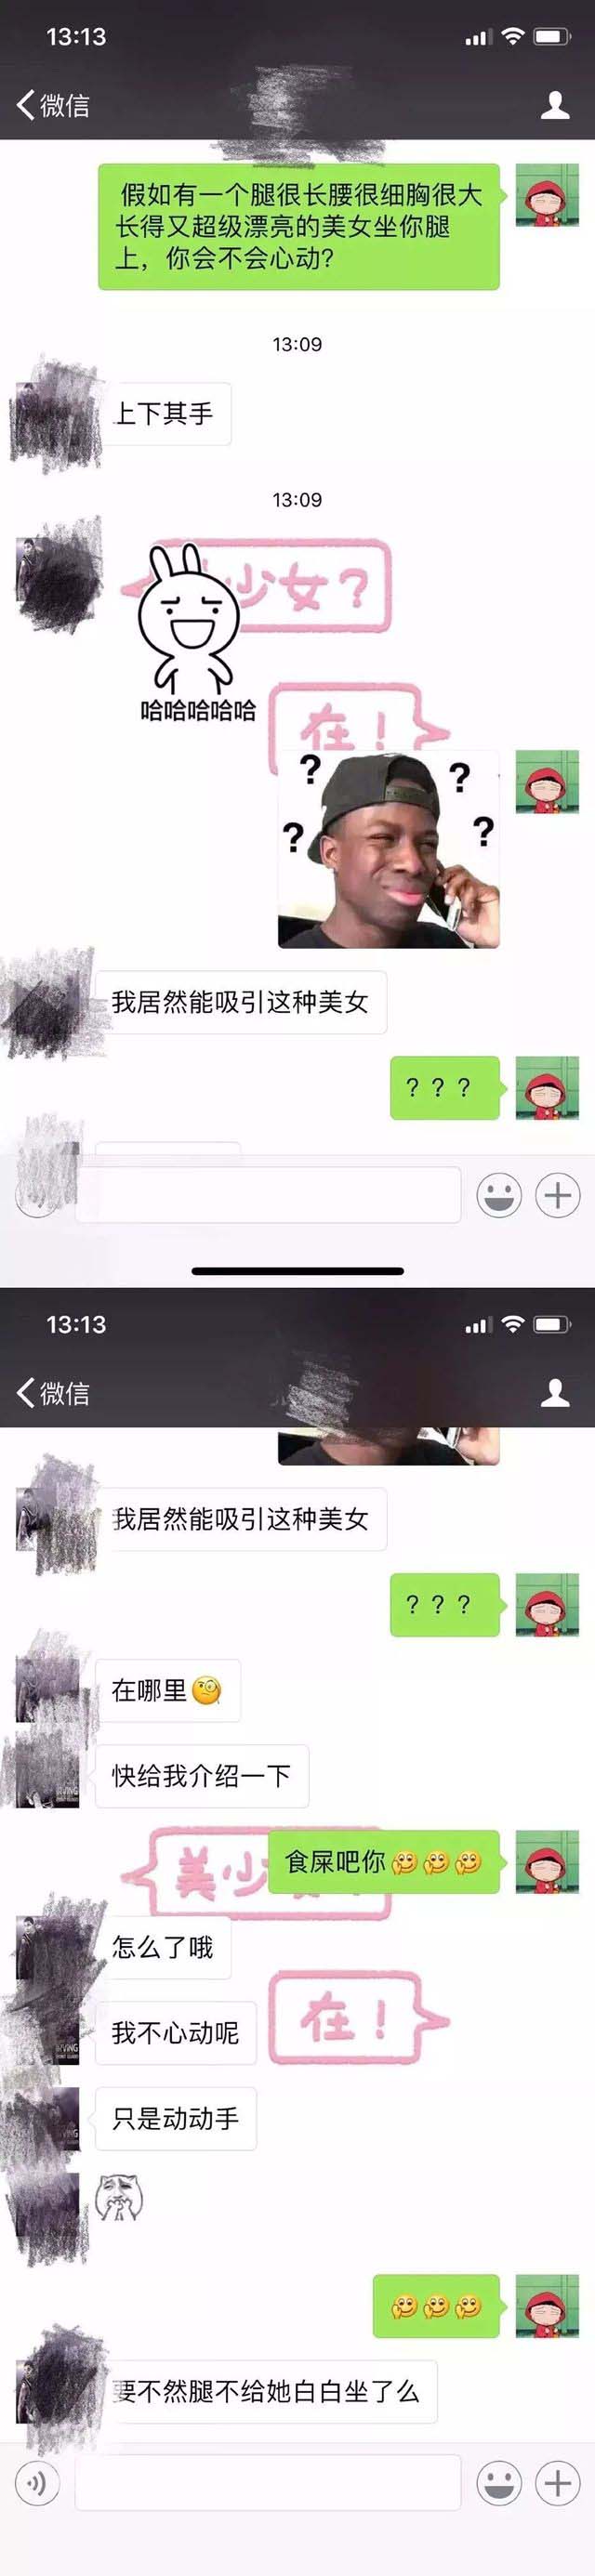 13:13
微信
假如有一个腿很长腰很细胸很大
长得又超级漂亮的美女坐你腿
上，你会不会心动?
13:09
上下其手
13:09
少女？
哈哈哈哈哈
在！
? ? ? ?
我居然能吸引这种美女
？？？
13:13
微信
我居然能吸引这种美女
？？？
在哪里
快给我介绍一下
美少
食屎吧你
怎么了哦
我不心动呢
在！
只是动动手
要不然腿不给她白白坐了么